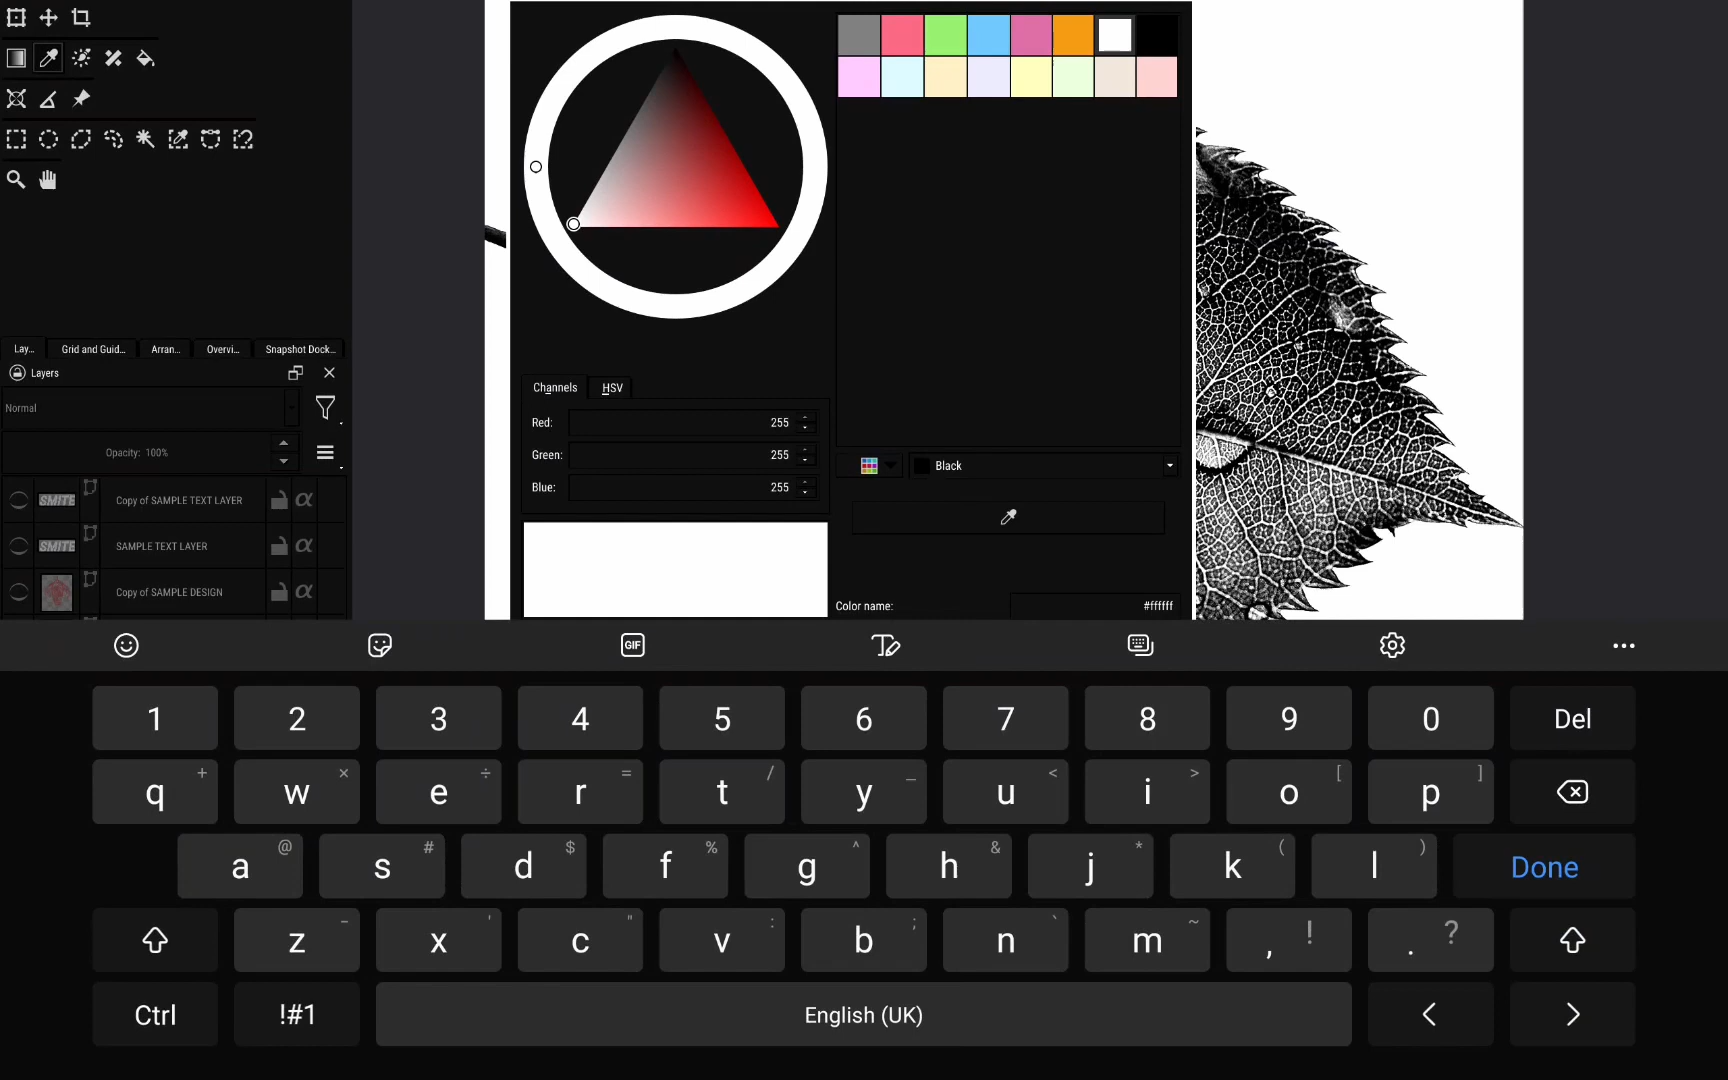 Lay...
Grid and Guid...
Arran...
Overvi...
Snapshot Dock...
Layers
Normal
Opacity: 100%
SMITE
Copy of SAMPLE TEXT LAYER
α
SMITE
SAMPLE TEXT LAYER
α
Copy of SAMPLE DESIGN
α
Channels
HSV
Red:
255
Green:
255
Blue:
255
Black
Color name:
#ffffff
GIF
1 2 3 4 5 6 7 8 9 0 Del
+ × ÷ = / _ < > [ ]
q w e r t y u i o p
@ # $ % ^ & * ( )
a s d f g h j k l Done
- ' " : ; ` ~ ! ?
z x c v b n m , .
Ctrl !#1 English (UK) < >